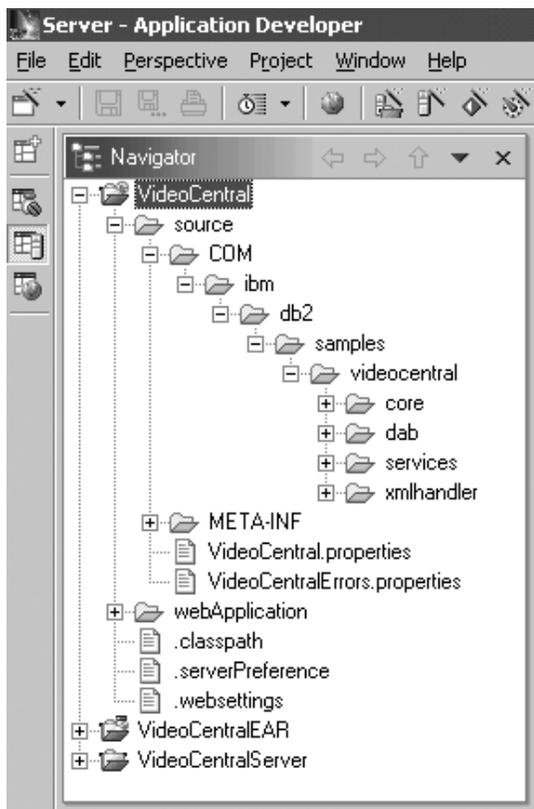 Server - Application Developer
File Edit Perspective Project Window Help
Navigator
VideoCentral
source
COM
ibm
db2
samples
videocentral
core
dab
services
xmlhandler
META-INF
VideoCentral.properties
VideoCentralErrors.properties
webApplication
.classpath
.serverPreference
.websettings
VideoCentralEAR
VideoCentralServer